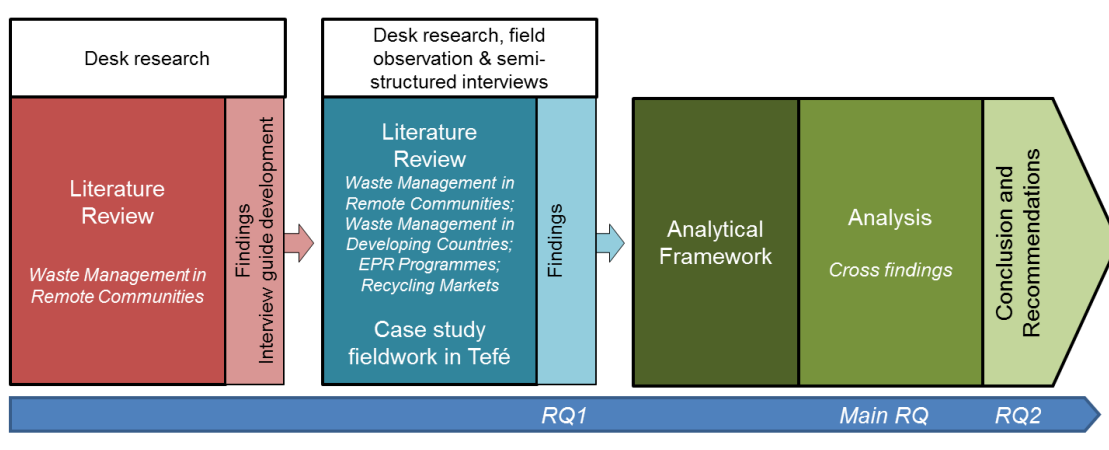 Desk research
Literature
Review
Waste Management in
Remote Communities
Findings
Interview guide development
Desk research, field
observation & semi-
structured interviews
Literature
Review
Waste Management in
Remote Communities;
Waste Management in
Developing Countries;
EPR Programmes;
Recycling Markets
Case study
fieldwork in Tefé
Findings
Analytical
Framework
Analysis
Cross findings
Conclusion and
Recommendations
RQ1
Main RQ
RQ2